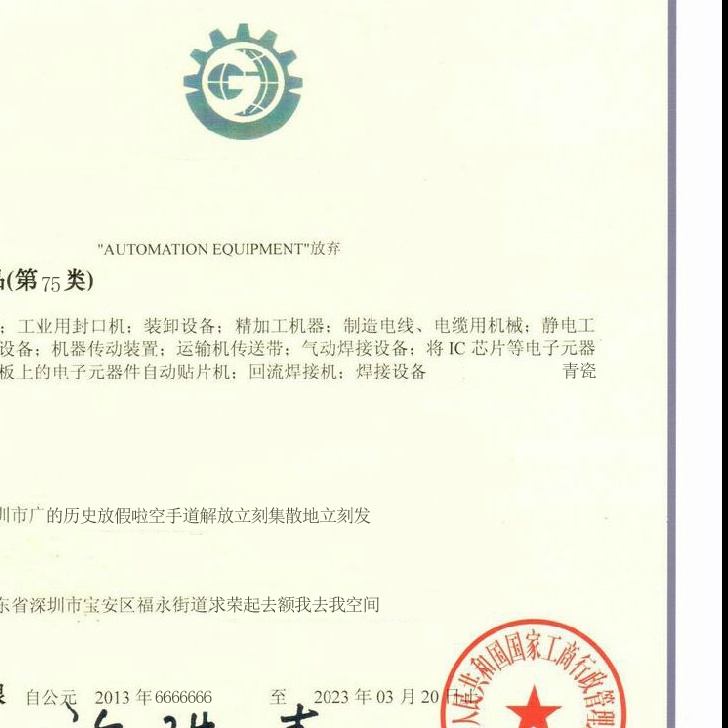 "AUTOMATION EQUIPMENT"放弃
(第75类)
；工业用封口机；装卸设备；精加工机器；制造电线、电缆用机械；静电工
设备；机器传动装置；运输机传送带；气动焊接设备；将 IC 芯片等电子元器
板上的电子元器件自动贴片机；回流焊接机；焊接设备 青瓷
圳市广的历史放假啦空手道解放立刻集散地立刻发
东省深圳市宝安区福永街道求荣起去额我去我空间
自公元 2013 年6666666 至 2023 年 03 月 20 日止
人民共和国国家工商行政管理